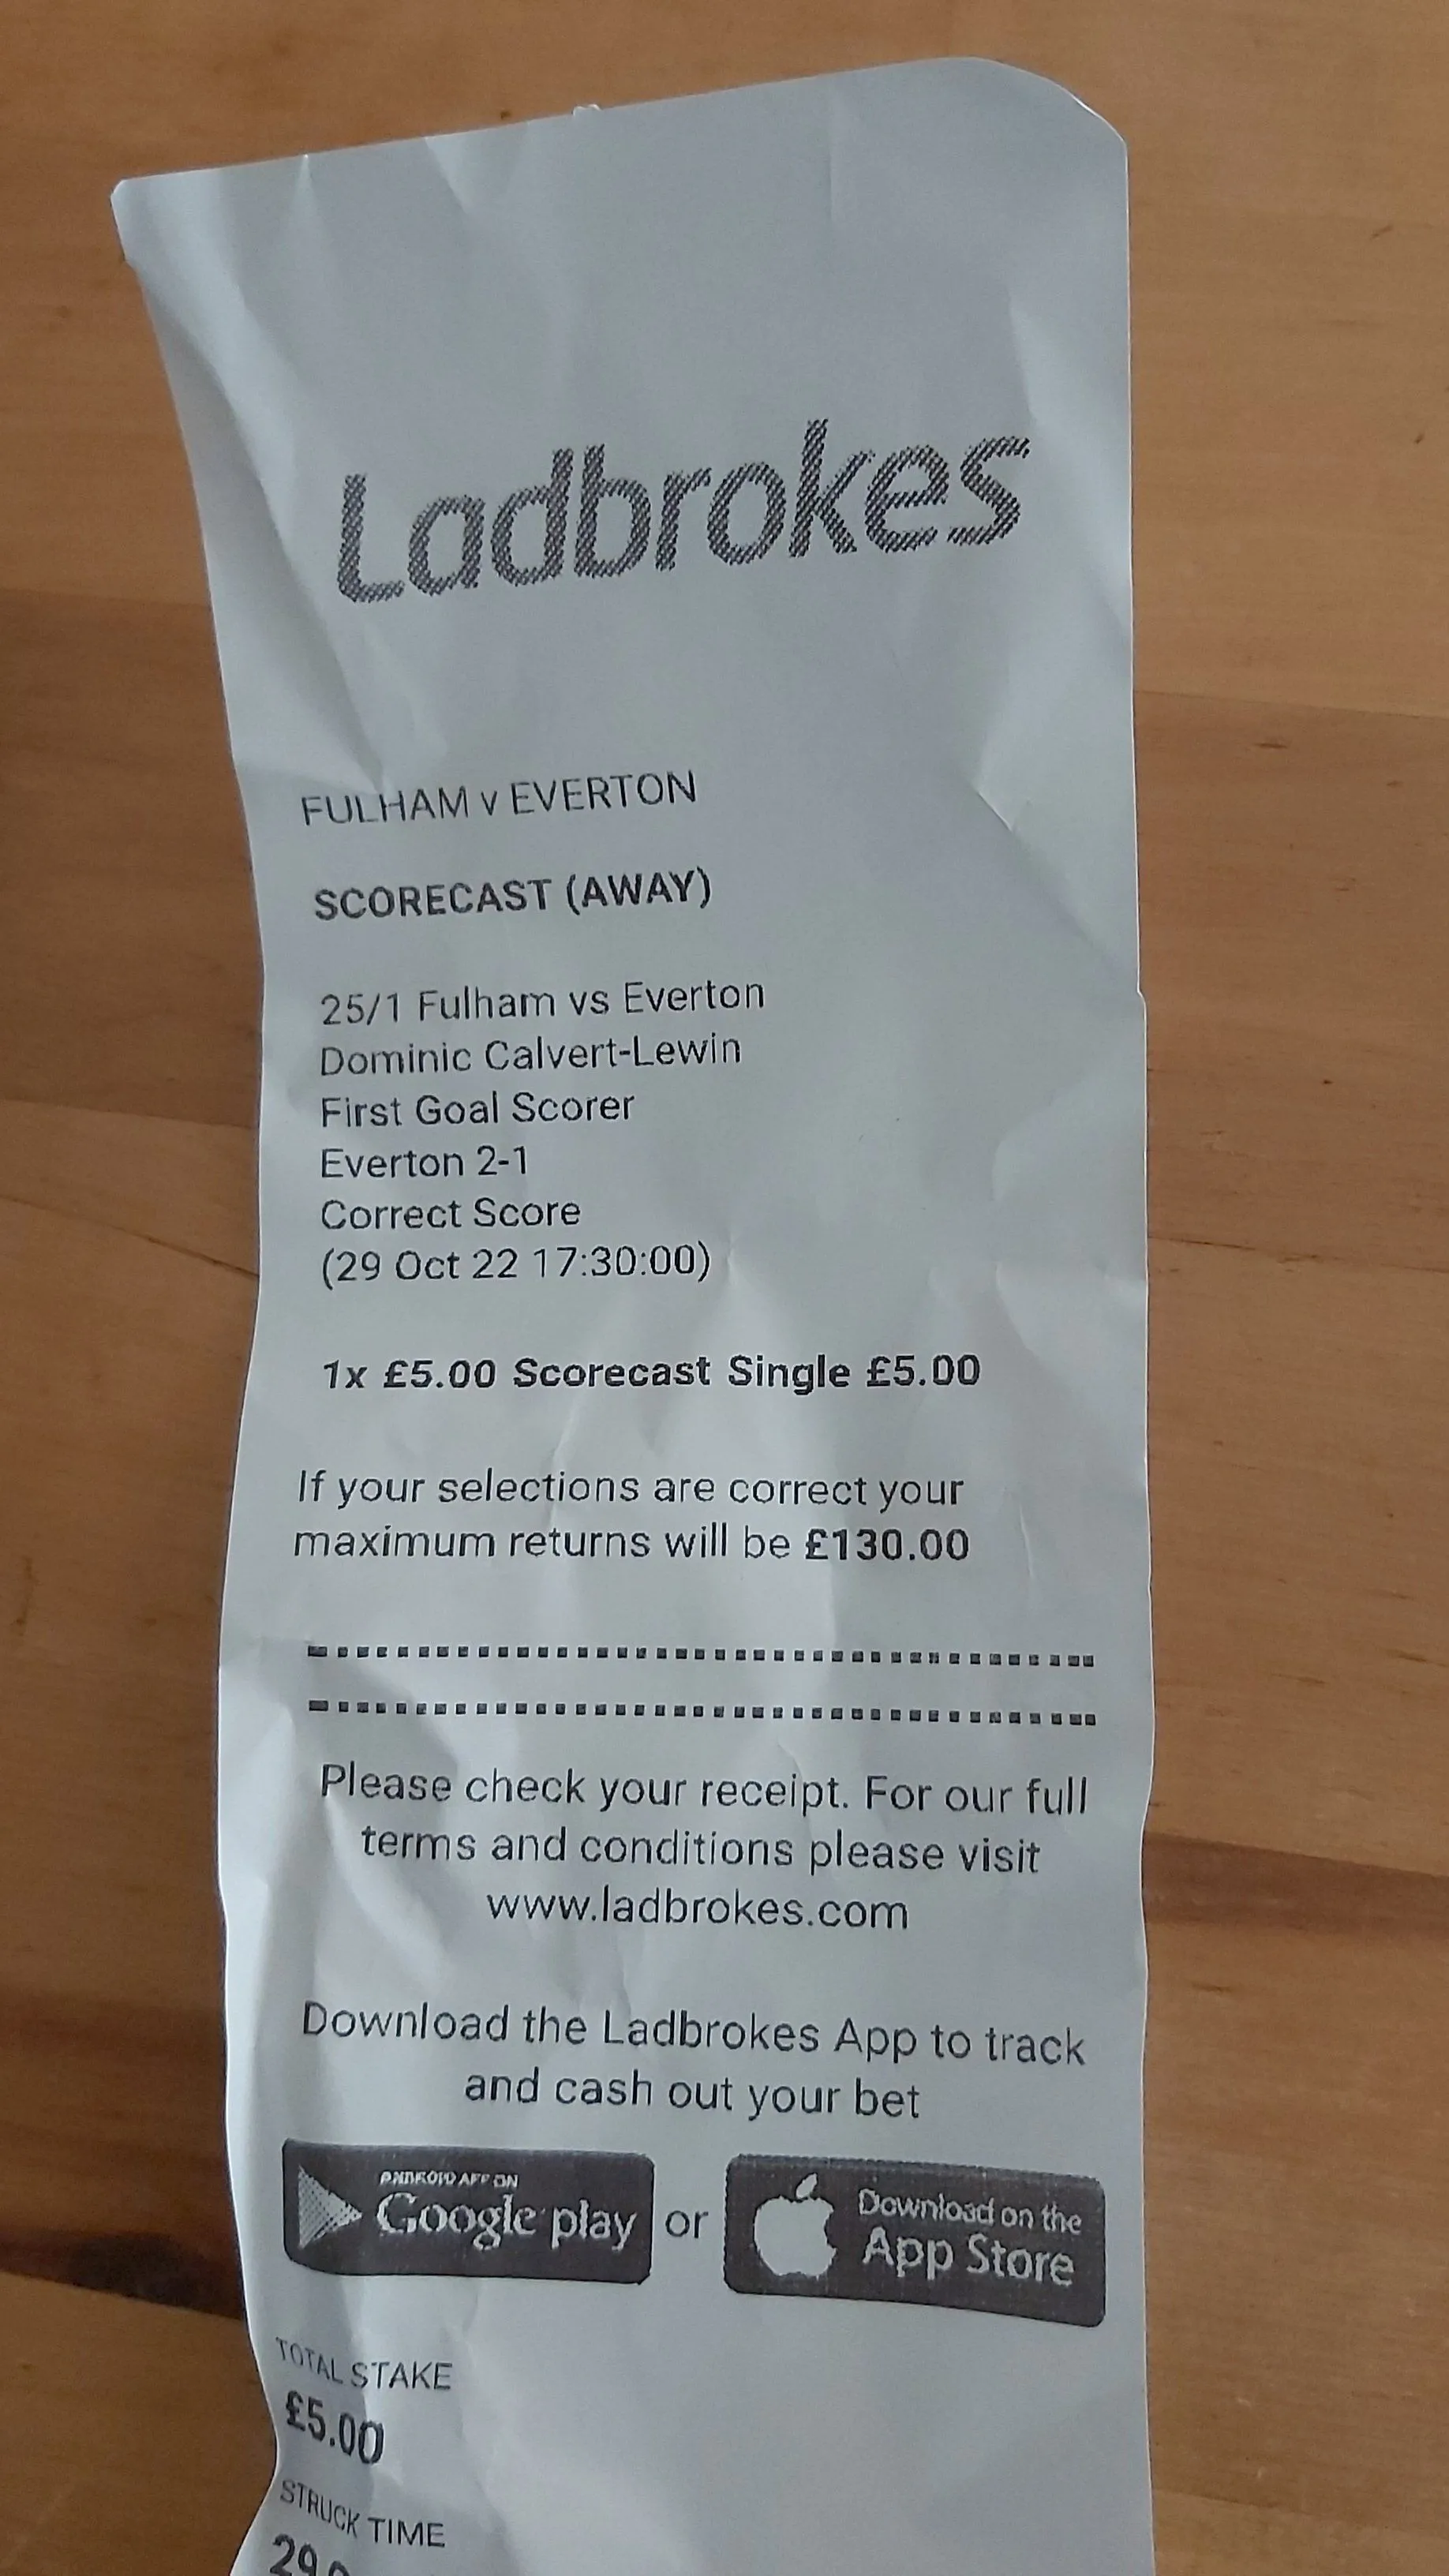 Ladbrokes
FULHAM v EVERTON
SCORECAST (AWAY)
25/1 Fulham vs Everton
Dominic Calvert-Lewin
First Goal Scorer
Everton 2-1
Correct Score
(29 Oct 22 17:30:00)
1x £5.00 Scorecast Single £5.00
If your selections are correct your
maximum returns will be £130.00
Please check your receipt. For our full
terms and conditions please visit
www.ladbrokes.com
Download the Ladbrokes App to track
and cash out your bet
ANDROID APP ON
Google play
or
Download on the
App Store
TOTAL STAKE
£5.00
STRUCK TIME
29